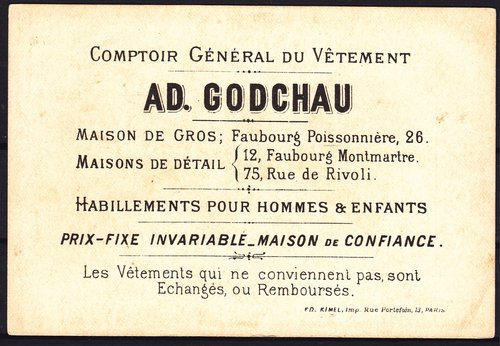 COMPTOIR GÉNÉRAL DU VÊTEMENT
AD. GODCHAU
MAISON DE GROS; Faubourg Poissonnière, 26.
MAISONS DE DÉTAIL { 12, Faubourg Montmartre.
75, Rue de Rivoli.
HABILLEMENTS POUR HOMMES & ENFANTS
PRIX-FIXE INVARIABLE_MAISON DE CONFIANCE.
Les Vêtements qui ne conviennent pas, sont
Echangés, ou Remboursés.
ED. KIMEL, Imp. Rue Portefoin, 13, PARIS